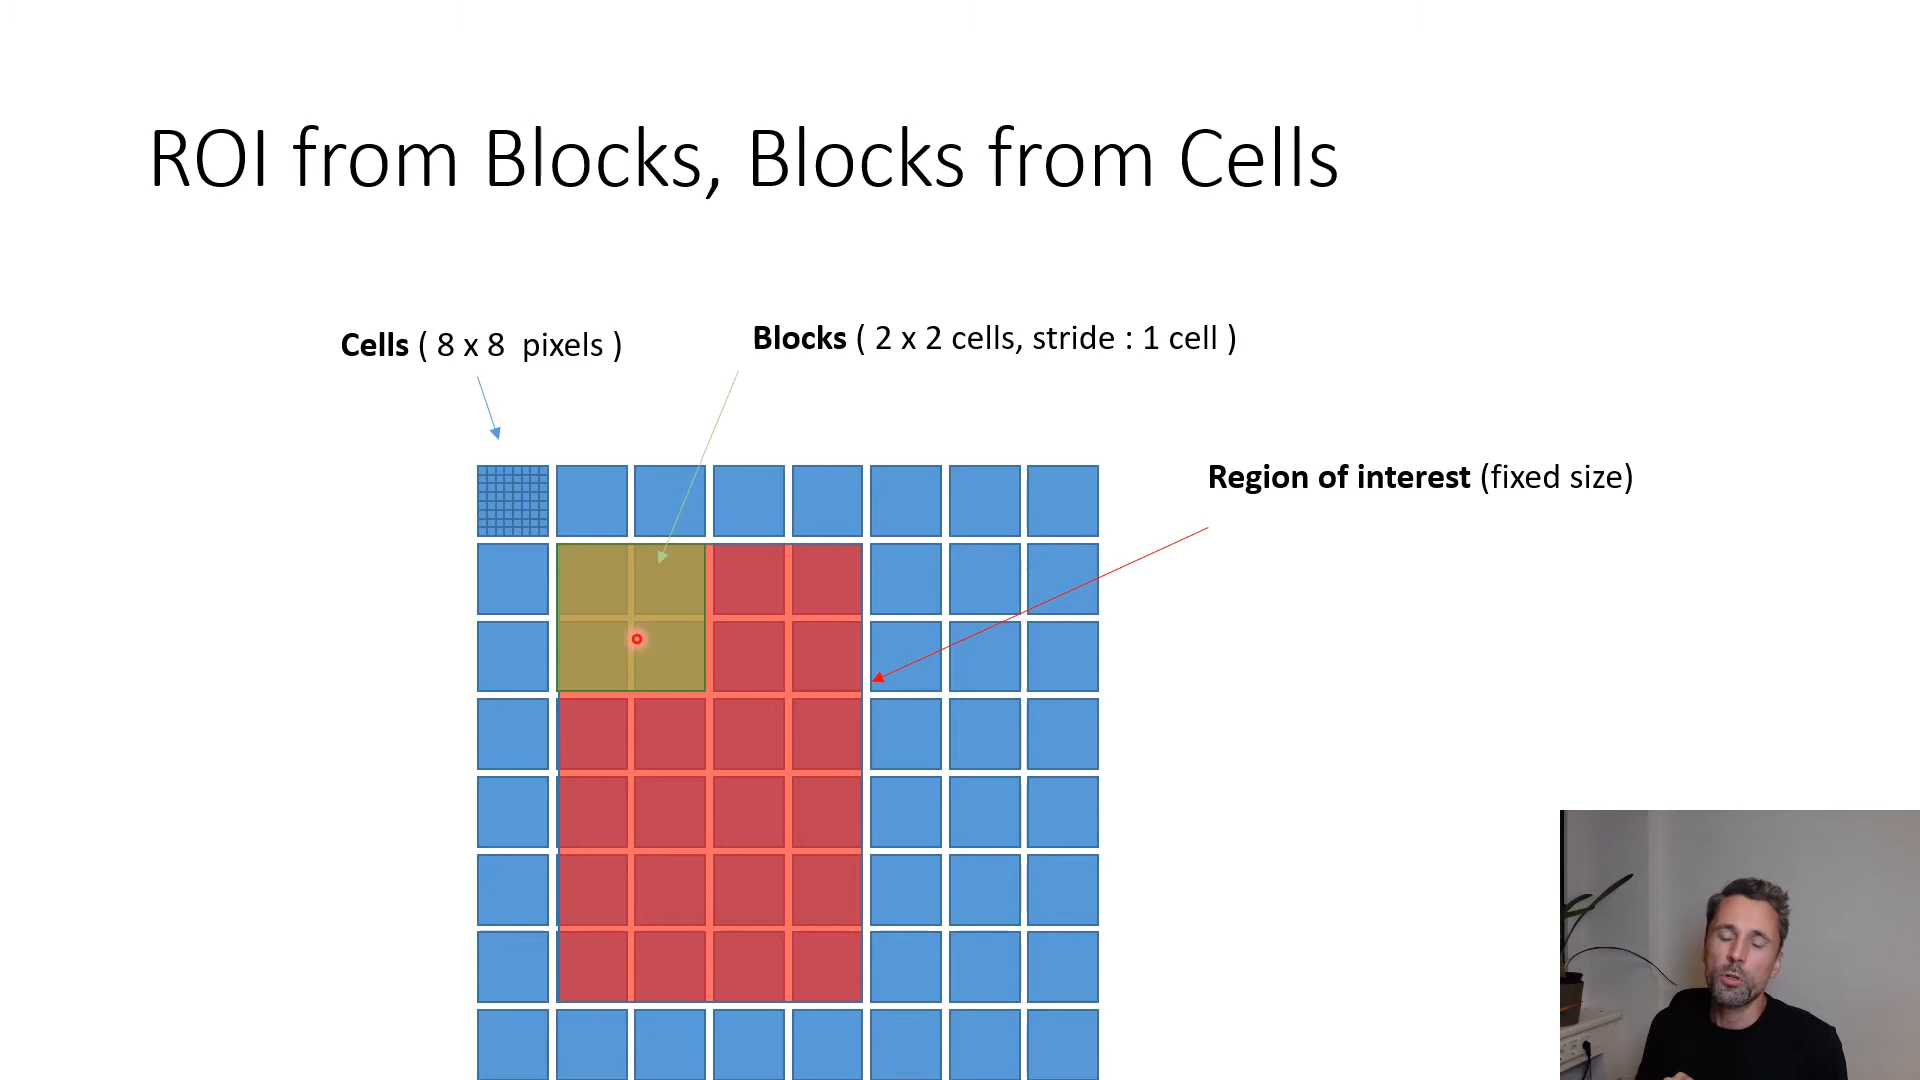 ROI from Blocks, Blocks from Cells
Cells ( 8 x 8 pixels )
Blocks ( 2 x 2 cells, stride : 1 cell )
Region of interest (fixed size)